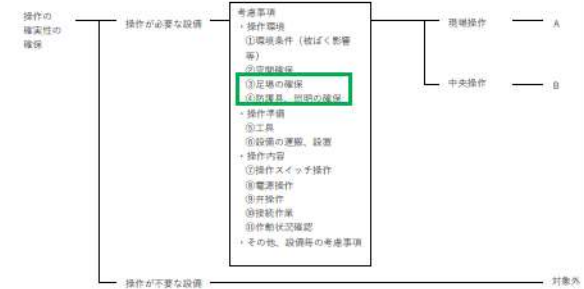 操作の
確実性の
確保
操作が必要な設備
考慮事項
・操作環境
①環境条件（被ばく影響
等）
②空間確保
③足場の確保
④防護具、照明の確保
・操作準備
⑤工具
⑥設備の運搬、設置
・操作内容
⑦操作スイッチ操作
⑧電源操作
⑨弁操作
⑩接続作業
⑪作動状況確認
・その他、設備毎の考慮事項
現場操作
A
中央操作
B
操作が不要な設備
対象外